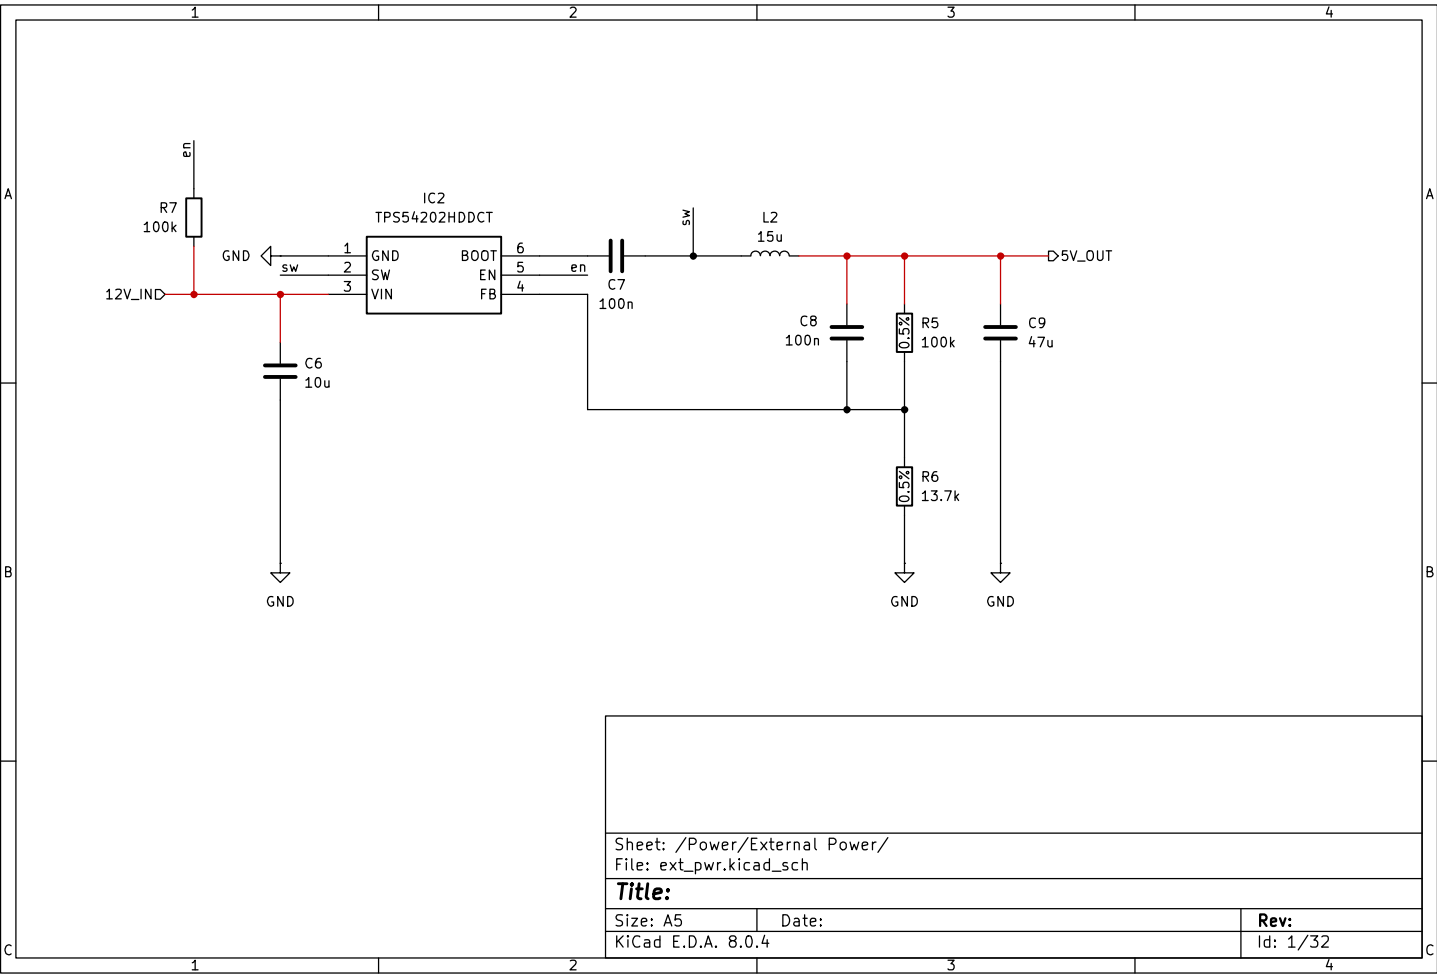 1 2 3 4
A A
en
R7
100k
IC2
TPS54202HDDCT
GND
1 GND
sw 2 SW
12V_IN 3 VIN
BOOT 6
EN 5 en
FB 4
C7
100n
sw
L2
15u
5V_OUT
C8
100n
0.5% R5
100k
C9
47u
C6
10u
0.5% R6
13.7k
B B
GND GND GND
Sheet: /Power/External Power/
File: ext_pwr.kicad_sch
Title:
Size: A5 Date: Rev:
KiCad E.D.A. 8.0.4 Id: 1/32
C C
1 2 3 4